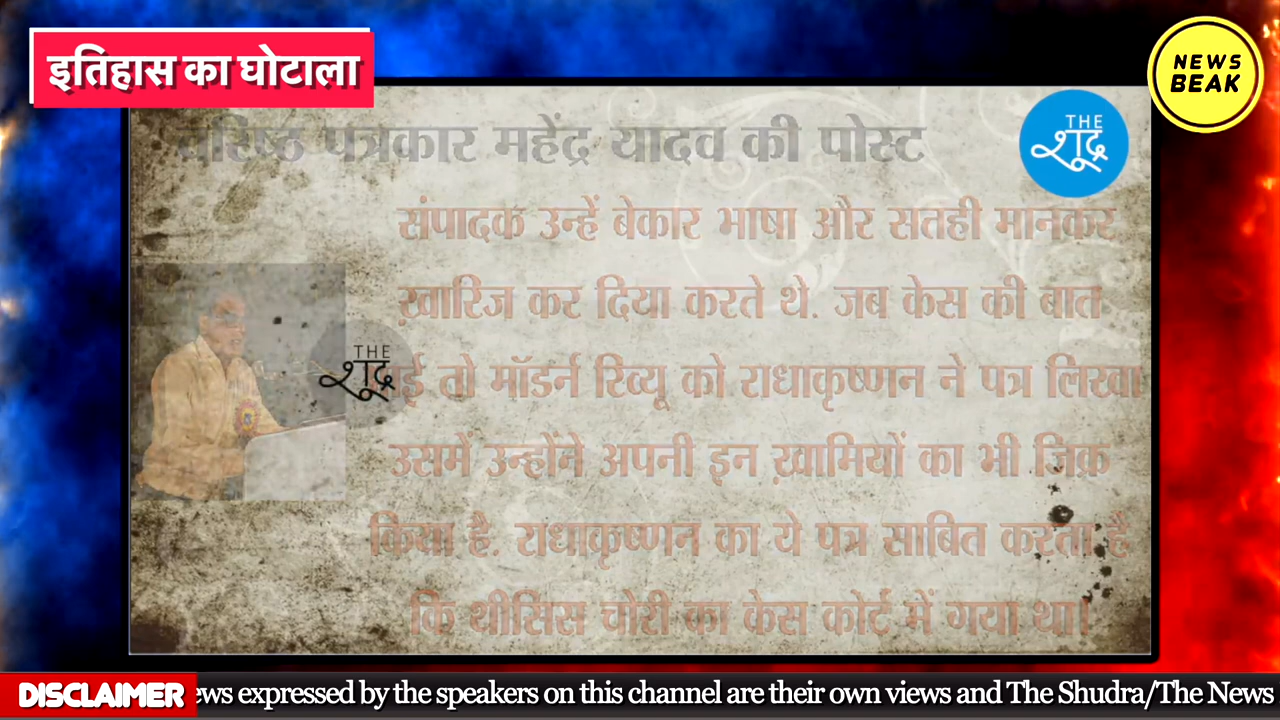 इतिहास का घोटाला
NEWS
BEAK
वरिष्ठ पत्रकार महेंद्र यादव की पोस्ट
THE
शूद्र
संपादक उन्हें बेकार भाषा और सतही मानकर
ख़ारिज कर दिया करते थे. जब केस की बात
THE
शूद्र
तो मॉडर्न रिव्यू को राधाकृष्णन ने पत्र लिखा
उसमें उन्होंने अपनी इन ख़ामियों का भी जिक्र
किया है. राधाकृष्णन का ये पत्र साबित करता है
कि थीसिस चोरी का केस कोर्ट में गया था।
DISCLAIMER
expressed by the speakers on this channel are their own views and The Shudra/The News